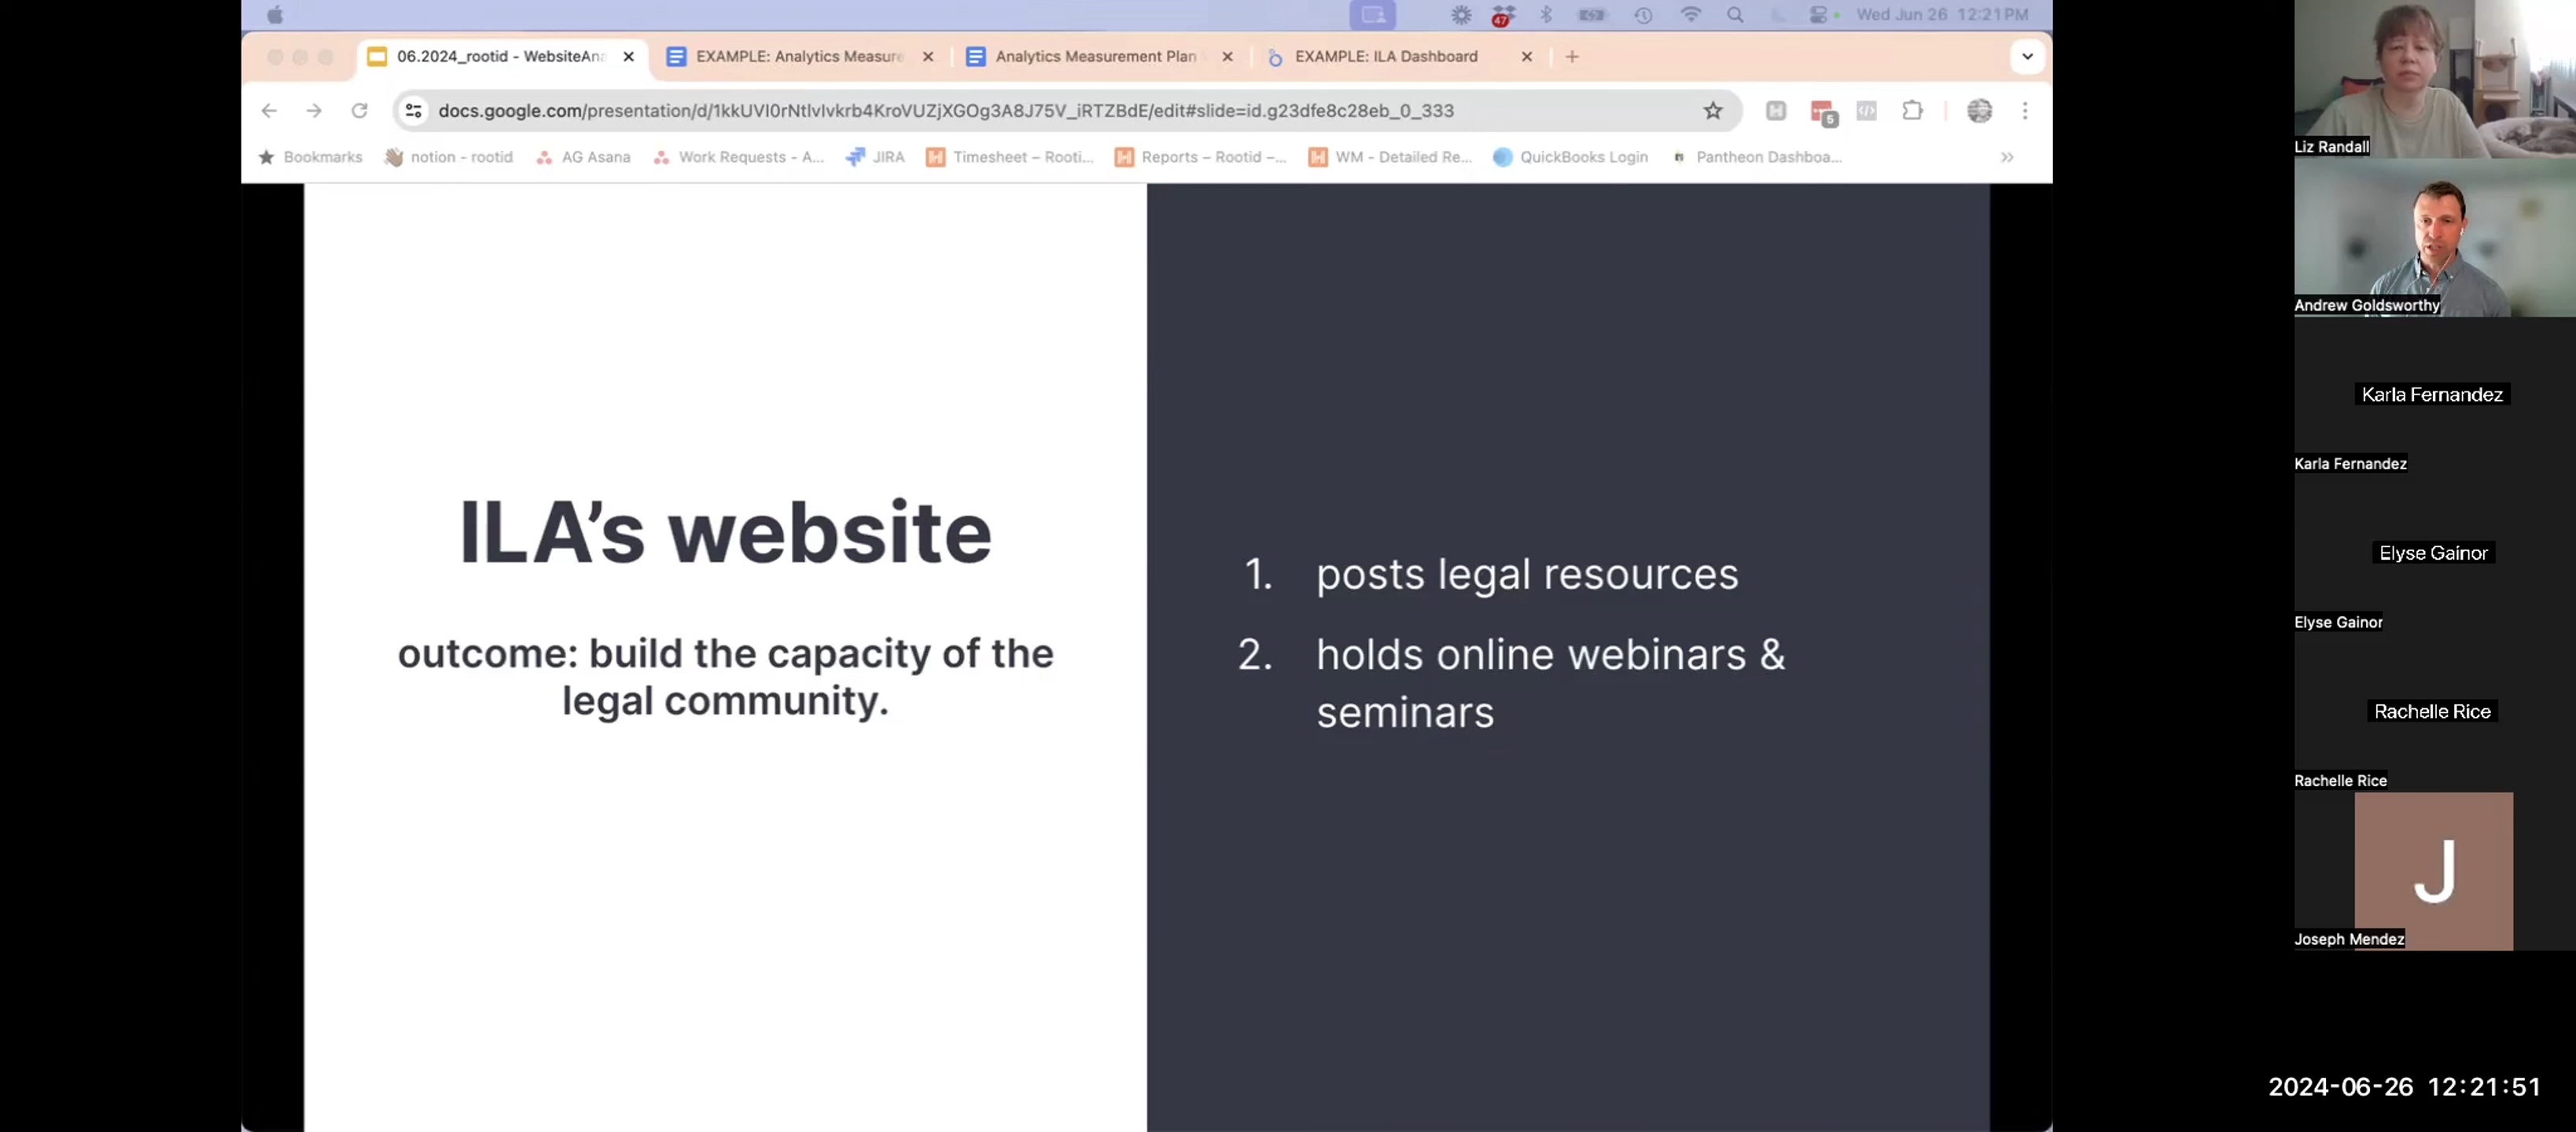 Wed Jun 26 12:21 PM
47
06.2024_rootid - WebsiteAna
EXAMPLE: Analytics Measure
Analytics Measurement Plan
EXAMPLE: ILA Dashboard
docs.google.com/presentation/d/1kkUVI0rNtlvIvkrb4KroVUZjXGOg3A8J75V_iRTZBdE/edit#slide=id.g23dfe8c28eb_0_333
5
Bookmarks
notion - rootid
AG Asana
Work Requests - A...
JIRA
Timesheet – Rooti...
Reports – Rootid –...
WM - Detailed Re...
QuickBooks Login
Pantheon Dashboa...
ILA's website
outcome: build the capacity of the
legal community.
1. posts legal resources
2. holds online webinars &
seminars
Liz Randall
Andrew Goldsworthy
Karla Fernandez
Karla Fernandez
Elyse Gainor
Elyse Gainor
Rachelle Rice
Rachelle Rice
J
Joseph Mendez
2024-06-26 12:21:51